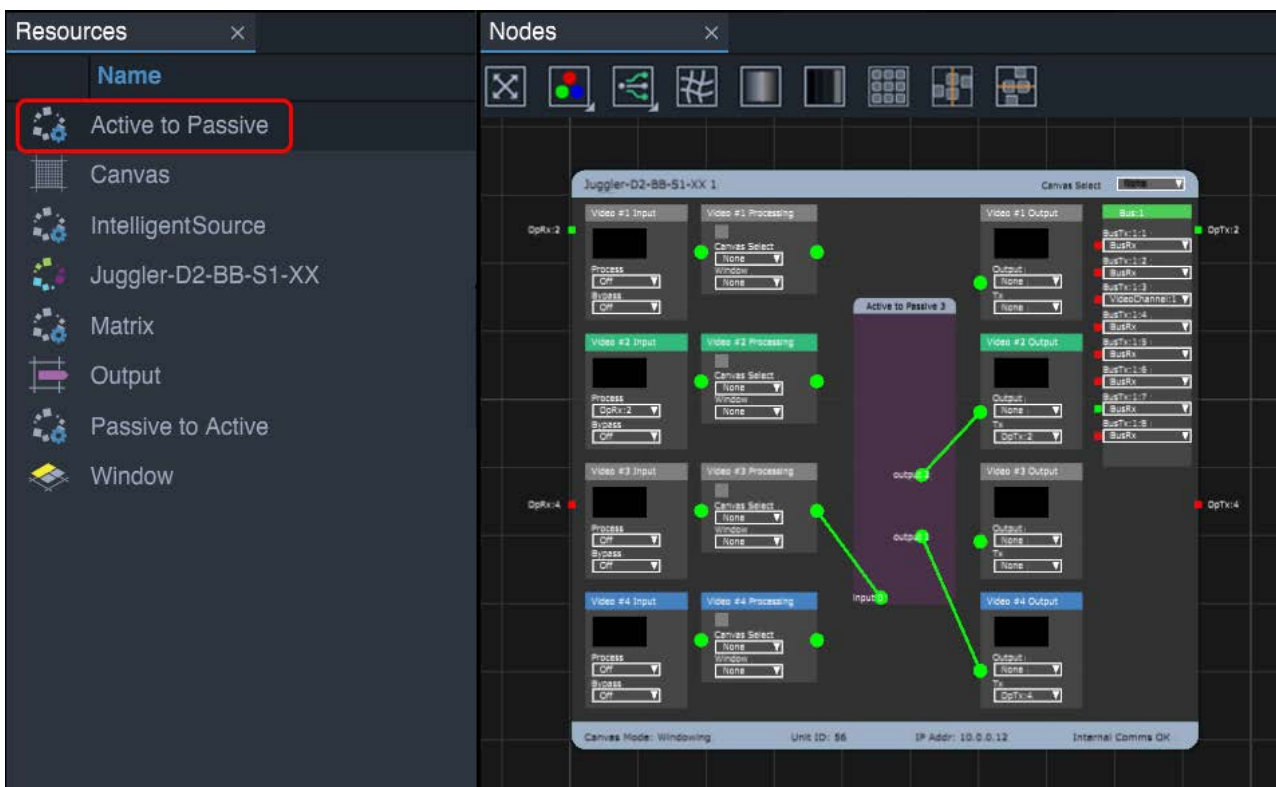 Resources ×
Name
Active to Passive
Canvas
IntelligentSource
Juggler-D2-BB-S1-XX
Matrix
Output
Passive to Active
Window
Nodes ×
Juggler-D2-BB-S1-XX 1
Canvas Select None
OpRx:2
OpRx:4
Video #1 Input
Process
Off
Bypass
Off
Video #1 Processing
Canvas Select
None
Window
None
Video #2 Input
Process
OpRx:2
Bypass
Off
Video #2 Processing
Canvas Select
None
Window
None
Video #3 Input
Process
Off
Bypass
Off
Video #3 Processing
Canvas Select
None
Window
None
Video #4 Input
Process
Off
Bypass
Off
Video #4 Processing
Canvas Select
None
Window
None
Active to Passive 3
output
output
input
Video #1 Output
Output:
None
Tx
None
Video #2 Output
Output:
None
Tx
OpTx:2
Video #3 Output
Output:
None
Tx
None
Video #4 Output
Output:
None
Tx
OpTx:4
Bus:1
BusTx:1:1
BusRx
BusTx:1:2
BusRx
BusTx:1:3
VideoChannel:1
BusTx:1:4
BusRx
BusTx:1:5
BusRx
BusTx:1:6
BusRx
BusTx:1:7
BusRx
BusTx:1:8
BusRx
OpTx:2
OpTx:4
Canvas Mode: Windowing
Unit ID: 56
IP Addr: 10.0.0.12
Internal Comms OK